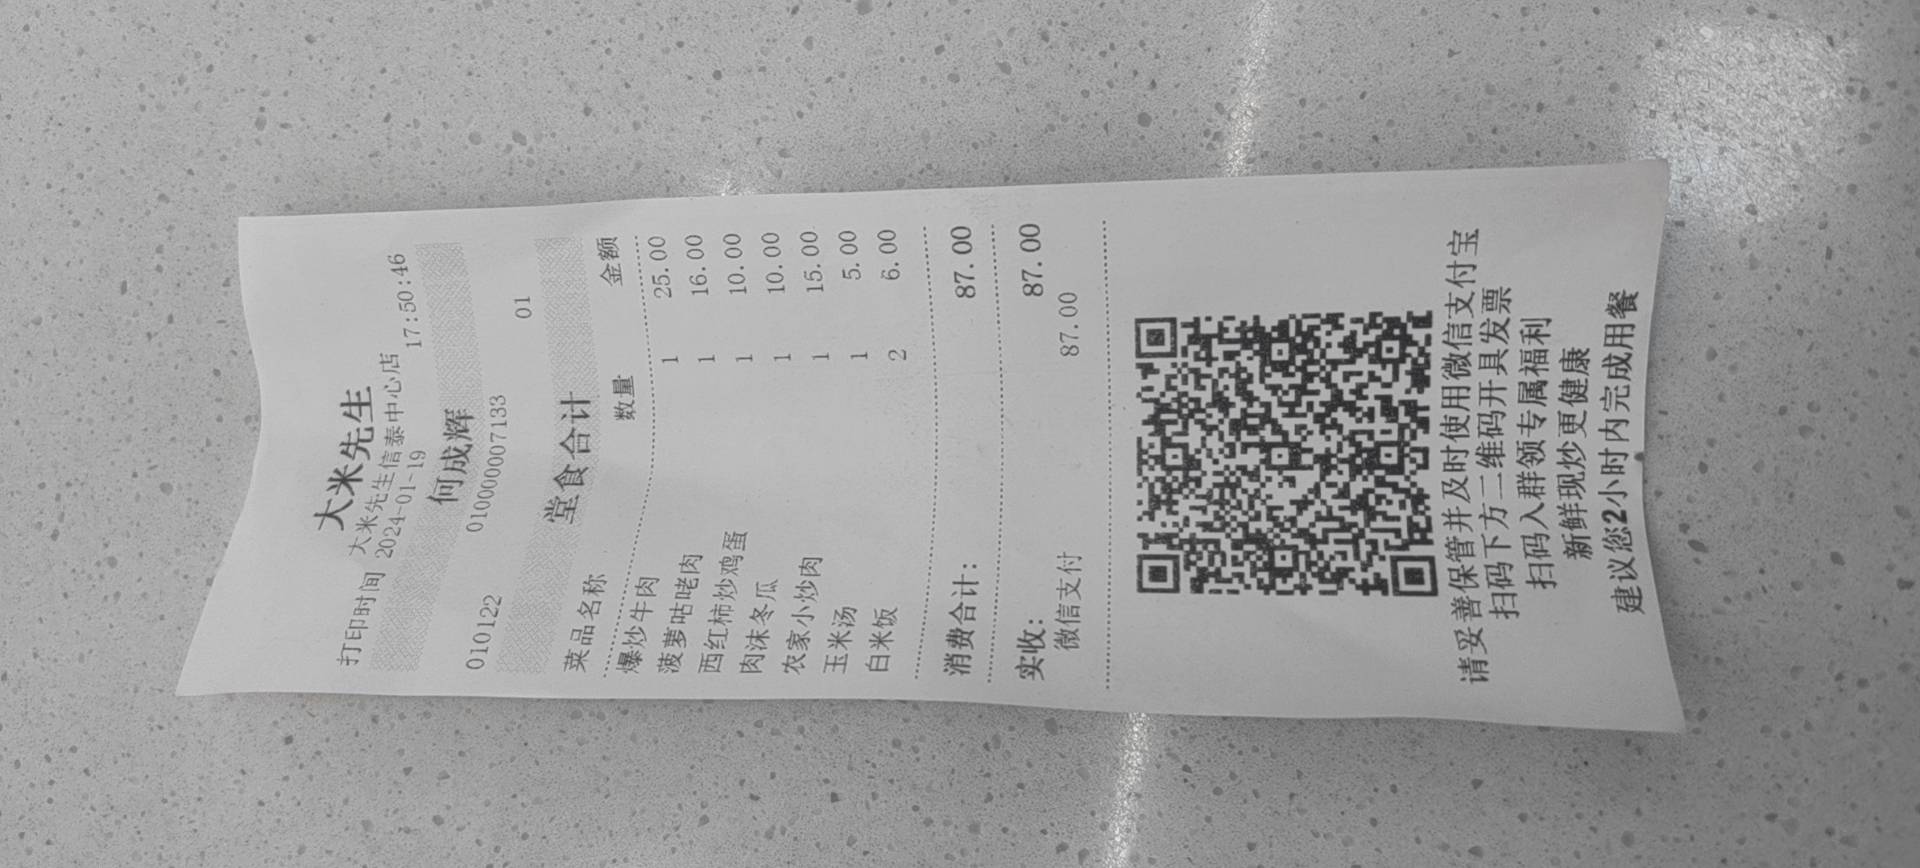 大米先生
大米先生信泰中心店
打印时间 2024-01-19 17:50:46
何成辉
010122 01000007133 01
堂食合计
菜品名称 数量 金额
爆炒牛肉 1 25.00
菠萝咕咾肉 1 16.00
西红柿炒鸡蛋 1 10.00
肉沫冬瓜 1 10.00
农家小炒肉 1 15.00
玉米汤 1 5.00
白米饭 2 6.00
消费合计: 87.00
实收: 87.00
微信支付 87.00
请妥善保管并及时使用微信支付宝
扫码下方二维码开具发票
扫码入群领专属福利
新鲜现炒更健康
建议您2小时内完成用餐